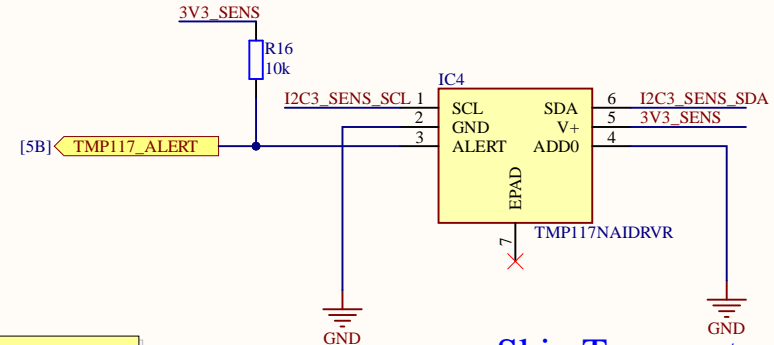 3V3_SENS
R16
10k
IC4
I2C3_SENS_SCL 1 SCL SDA 6 I2C3_SENS_SDA
2 GND V+ 5 3V3_SENS
[5B] TMP117_ALERT 3 ALERT ADD0 4
EPAD
7
TMP117NAIDRVR
GND
GND